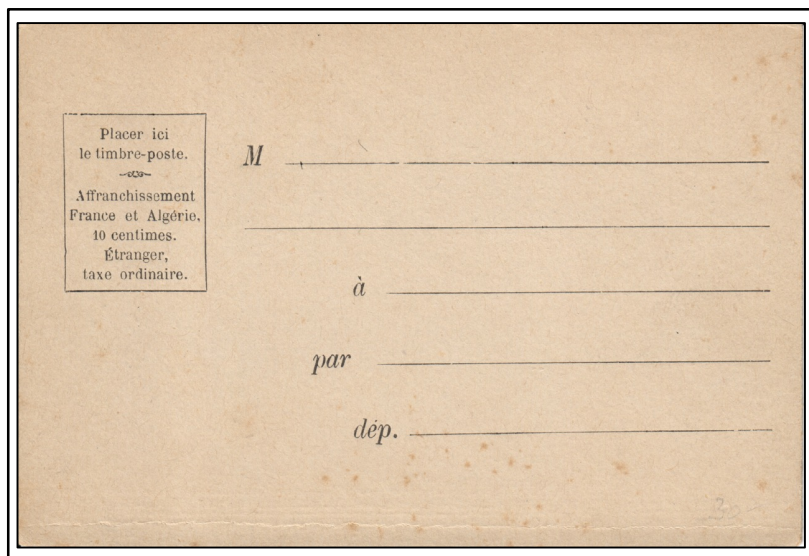 Placer ici
le timbre-poste.
Affranchissement
France et Algérie,
10 centimes.
Étranger,
taxe ordinaire.
M
à
par
dép.